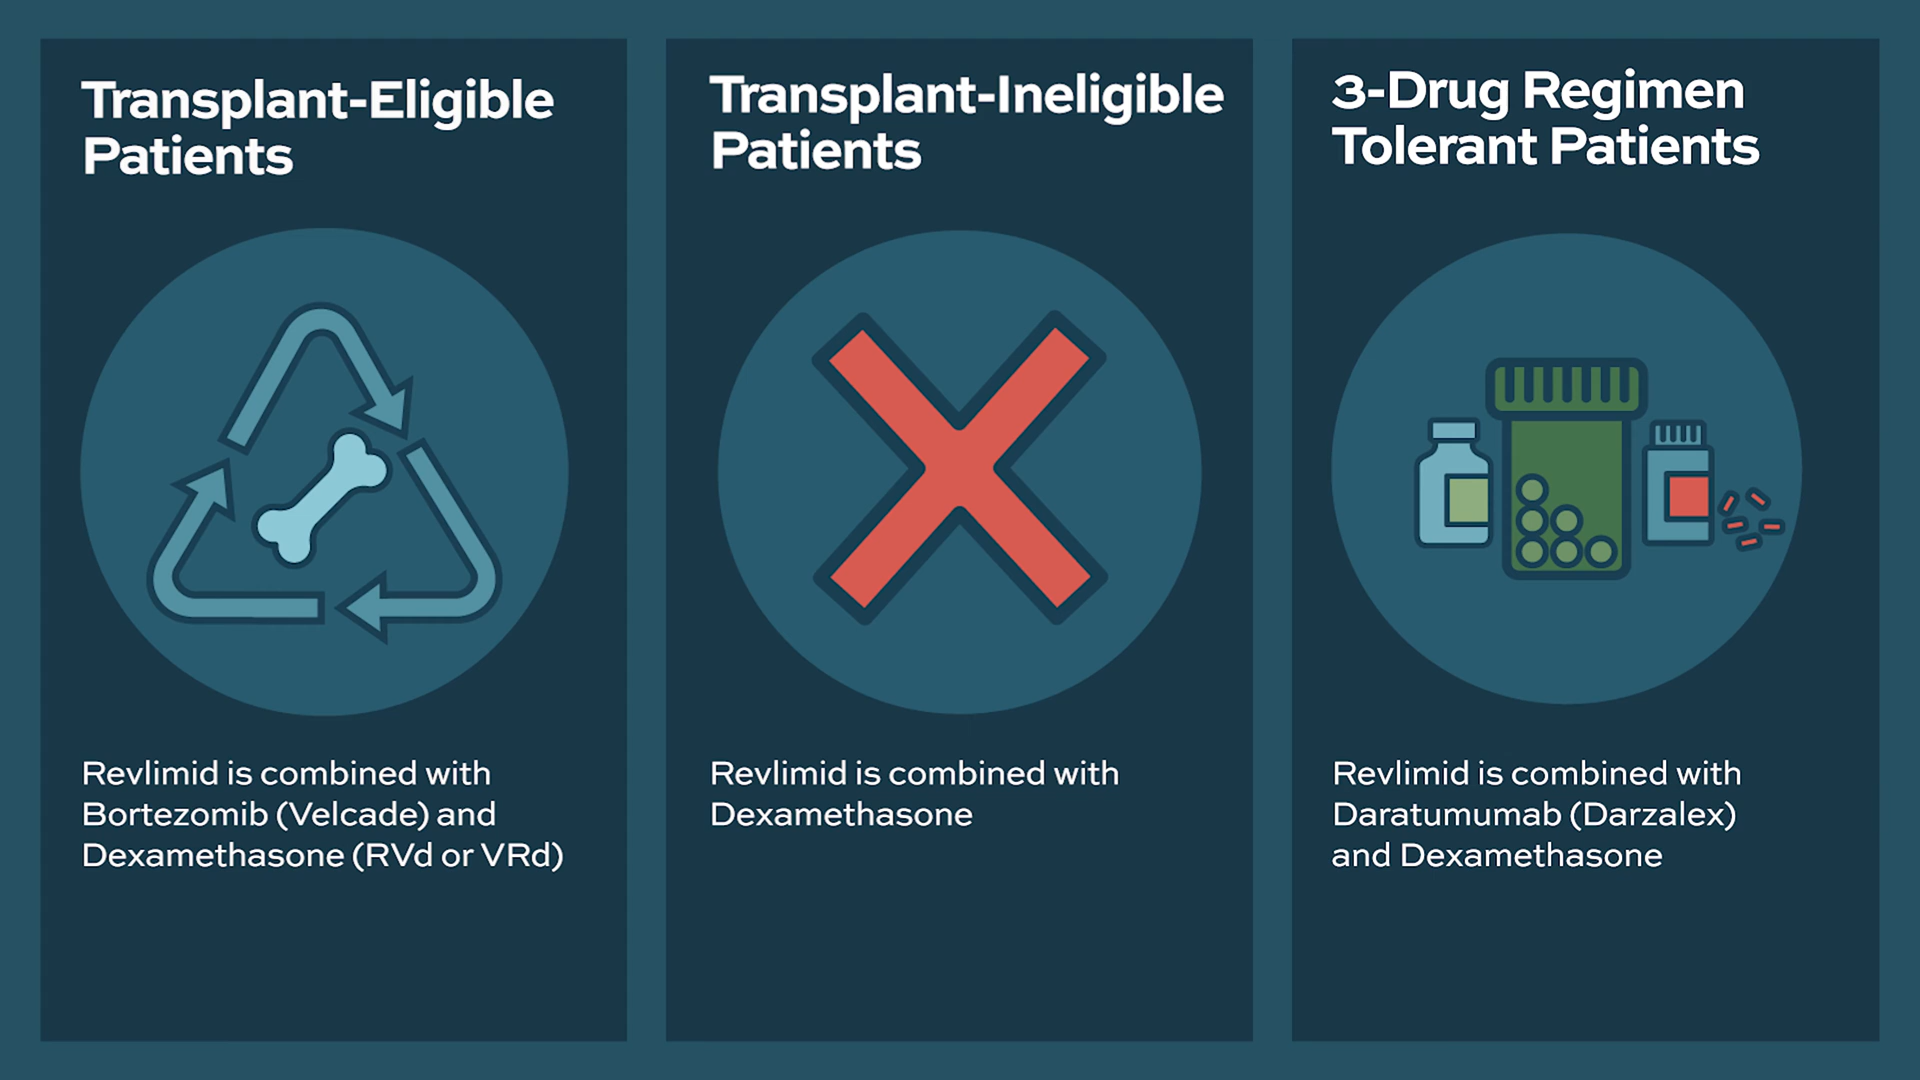 Transplant-Eligible
Patients
Revlimid is combined with
Bortezomib (Velcade) and
Dexamethasone (RVd or VRd)
Transplant-Ineligible
Patients
Revlimid is combined with
Dexamethasone
3-Drug Regimen
Tolerant Patients
Revlimid is combined with
Daratumumab (Darzalex)
and Dexamethasone